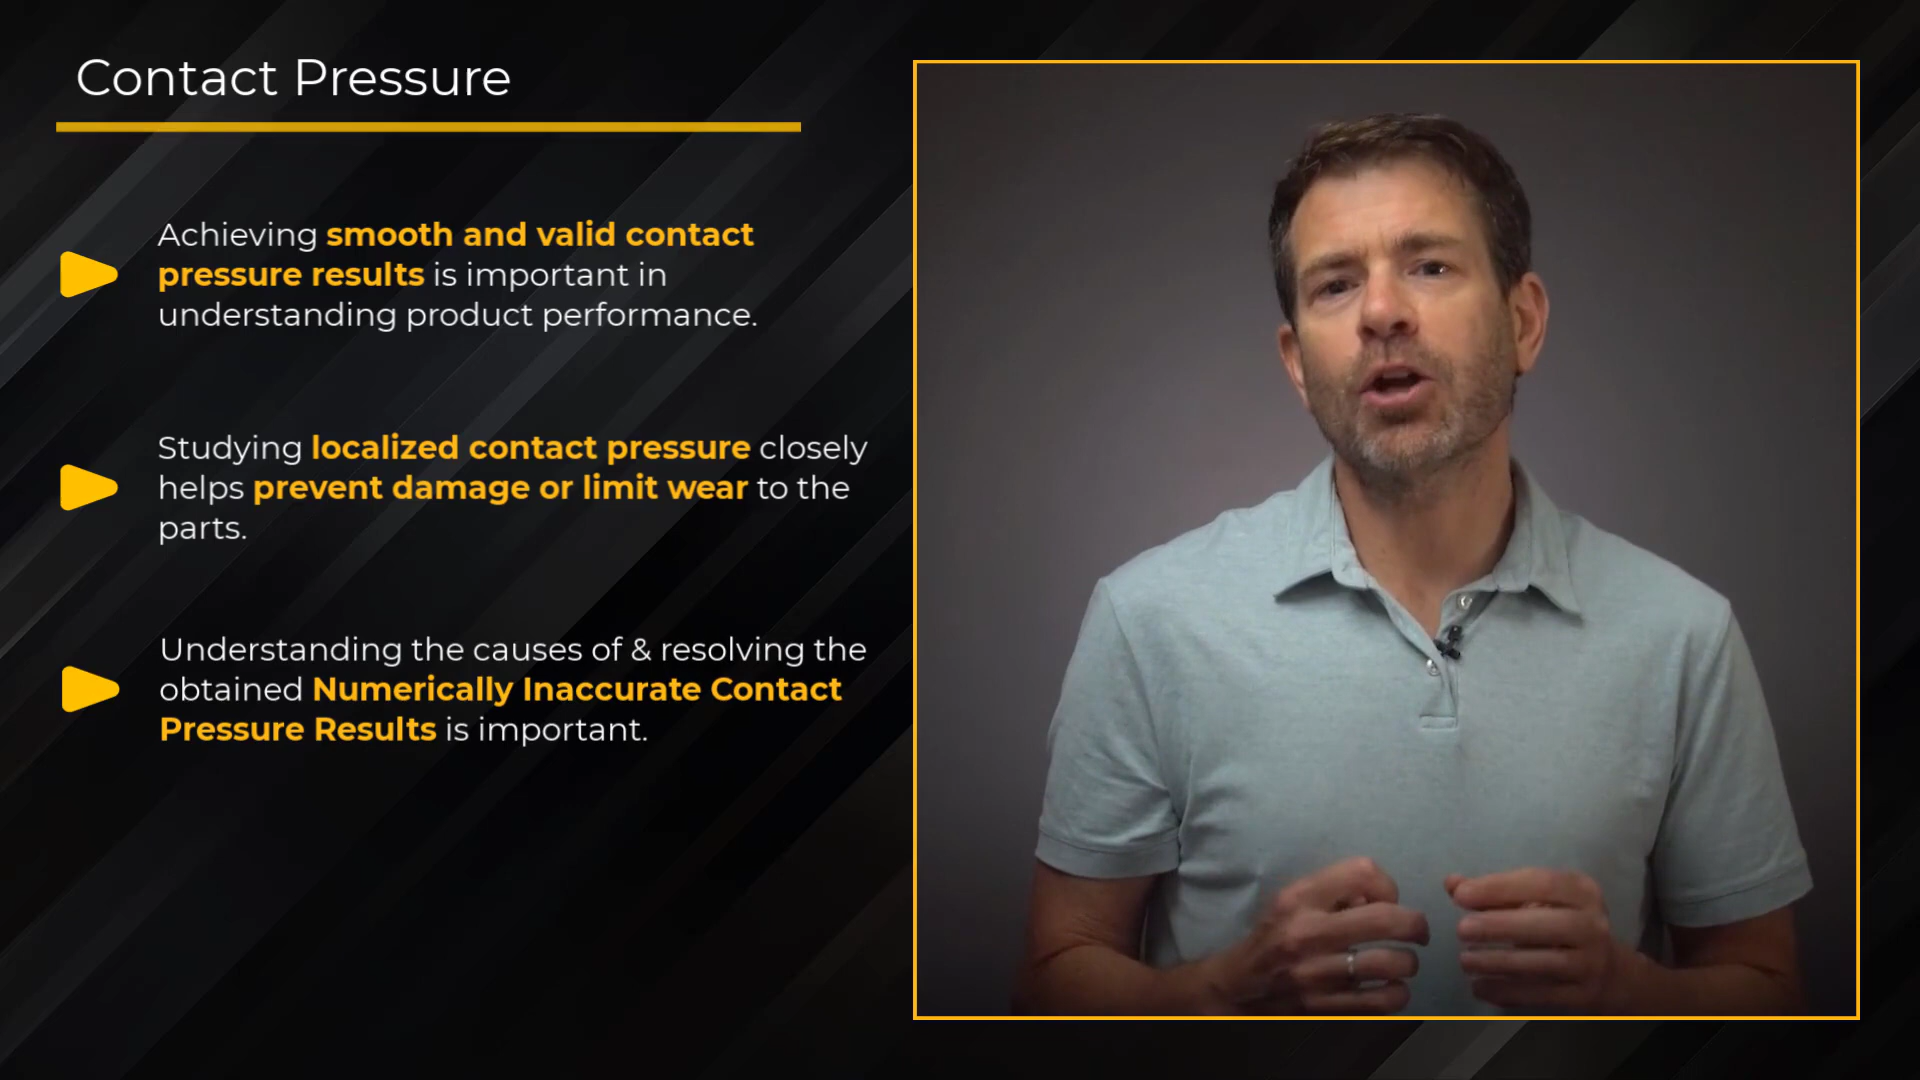 Contact Pressure
Achieving smooth and valid contact
pressure results is important in
understanding product performance.
Studying localized contact pressure closely
helps prevent damage or limit wear to the
parts.
Understanding the causes of & resolving the
obtained Numerically Inaccurate Contact
Pressure Results is important.